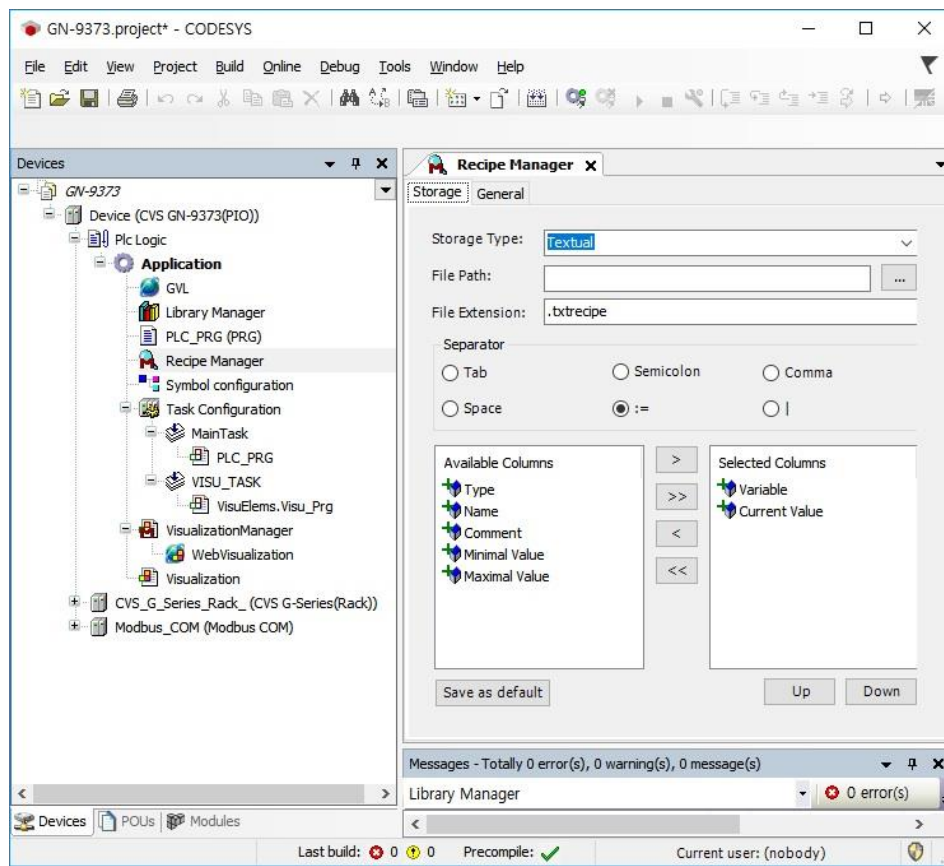 GN-9373.project* - CODESYS
File Edit View Project Build Online Debug Tools Window Help
Devices
GN-9373
Device (CVS GN-9373(PIO))
Plc Logic
Application
GVL
Library Manager
PLC_PRG (PRG)
Recipe Manager
Symbol configuration
Task Configuration
MainTask
PLC_PRG
VISU_TASK
VisuElems.Visu_Prg
VisualizationManager
WebVisualization
Visualization
CVS_G_Series_Rack_ (CVS G-Series(Rack))
Modbus_COM (Modbus COM)
Devices POUs Modules
Recipe Manager
Storage General
Storage Type: Textual
File Path: ...
File Extension: .txtrecipe
Separator
Tab Semicolon Comma
Space := |
Available Columns
Type
Name
Comment
Minimal Value
Maximal Value
>
>>
<
<<
Selected Columns
Variable
Current Value
Save as default Up Down
Messages - Totally 0 error(s), 0 warning(s), 0 message(s)
Library Manager 0 error(s)
Last build: 0 0 Precompile: Current user: (nobody)